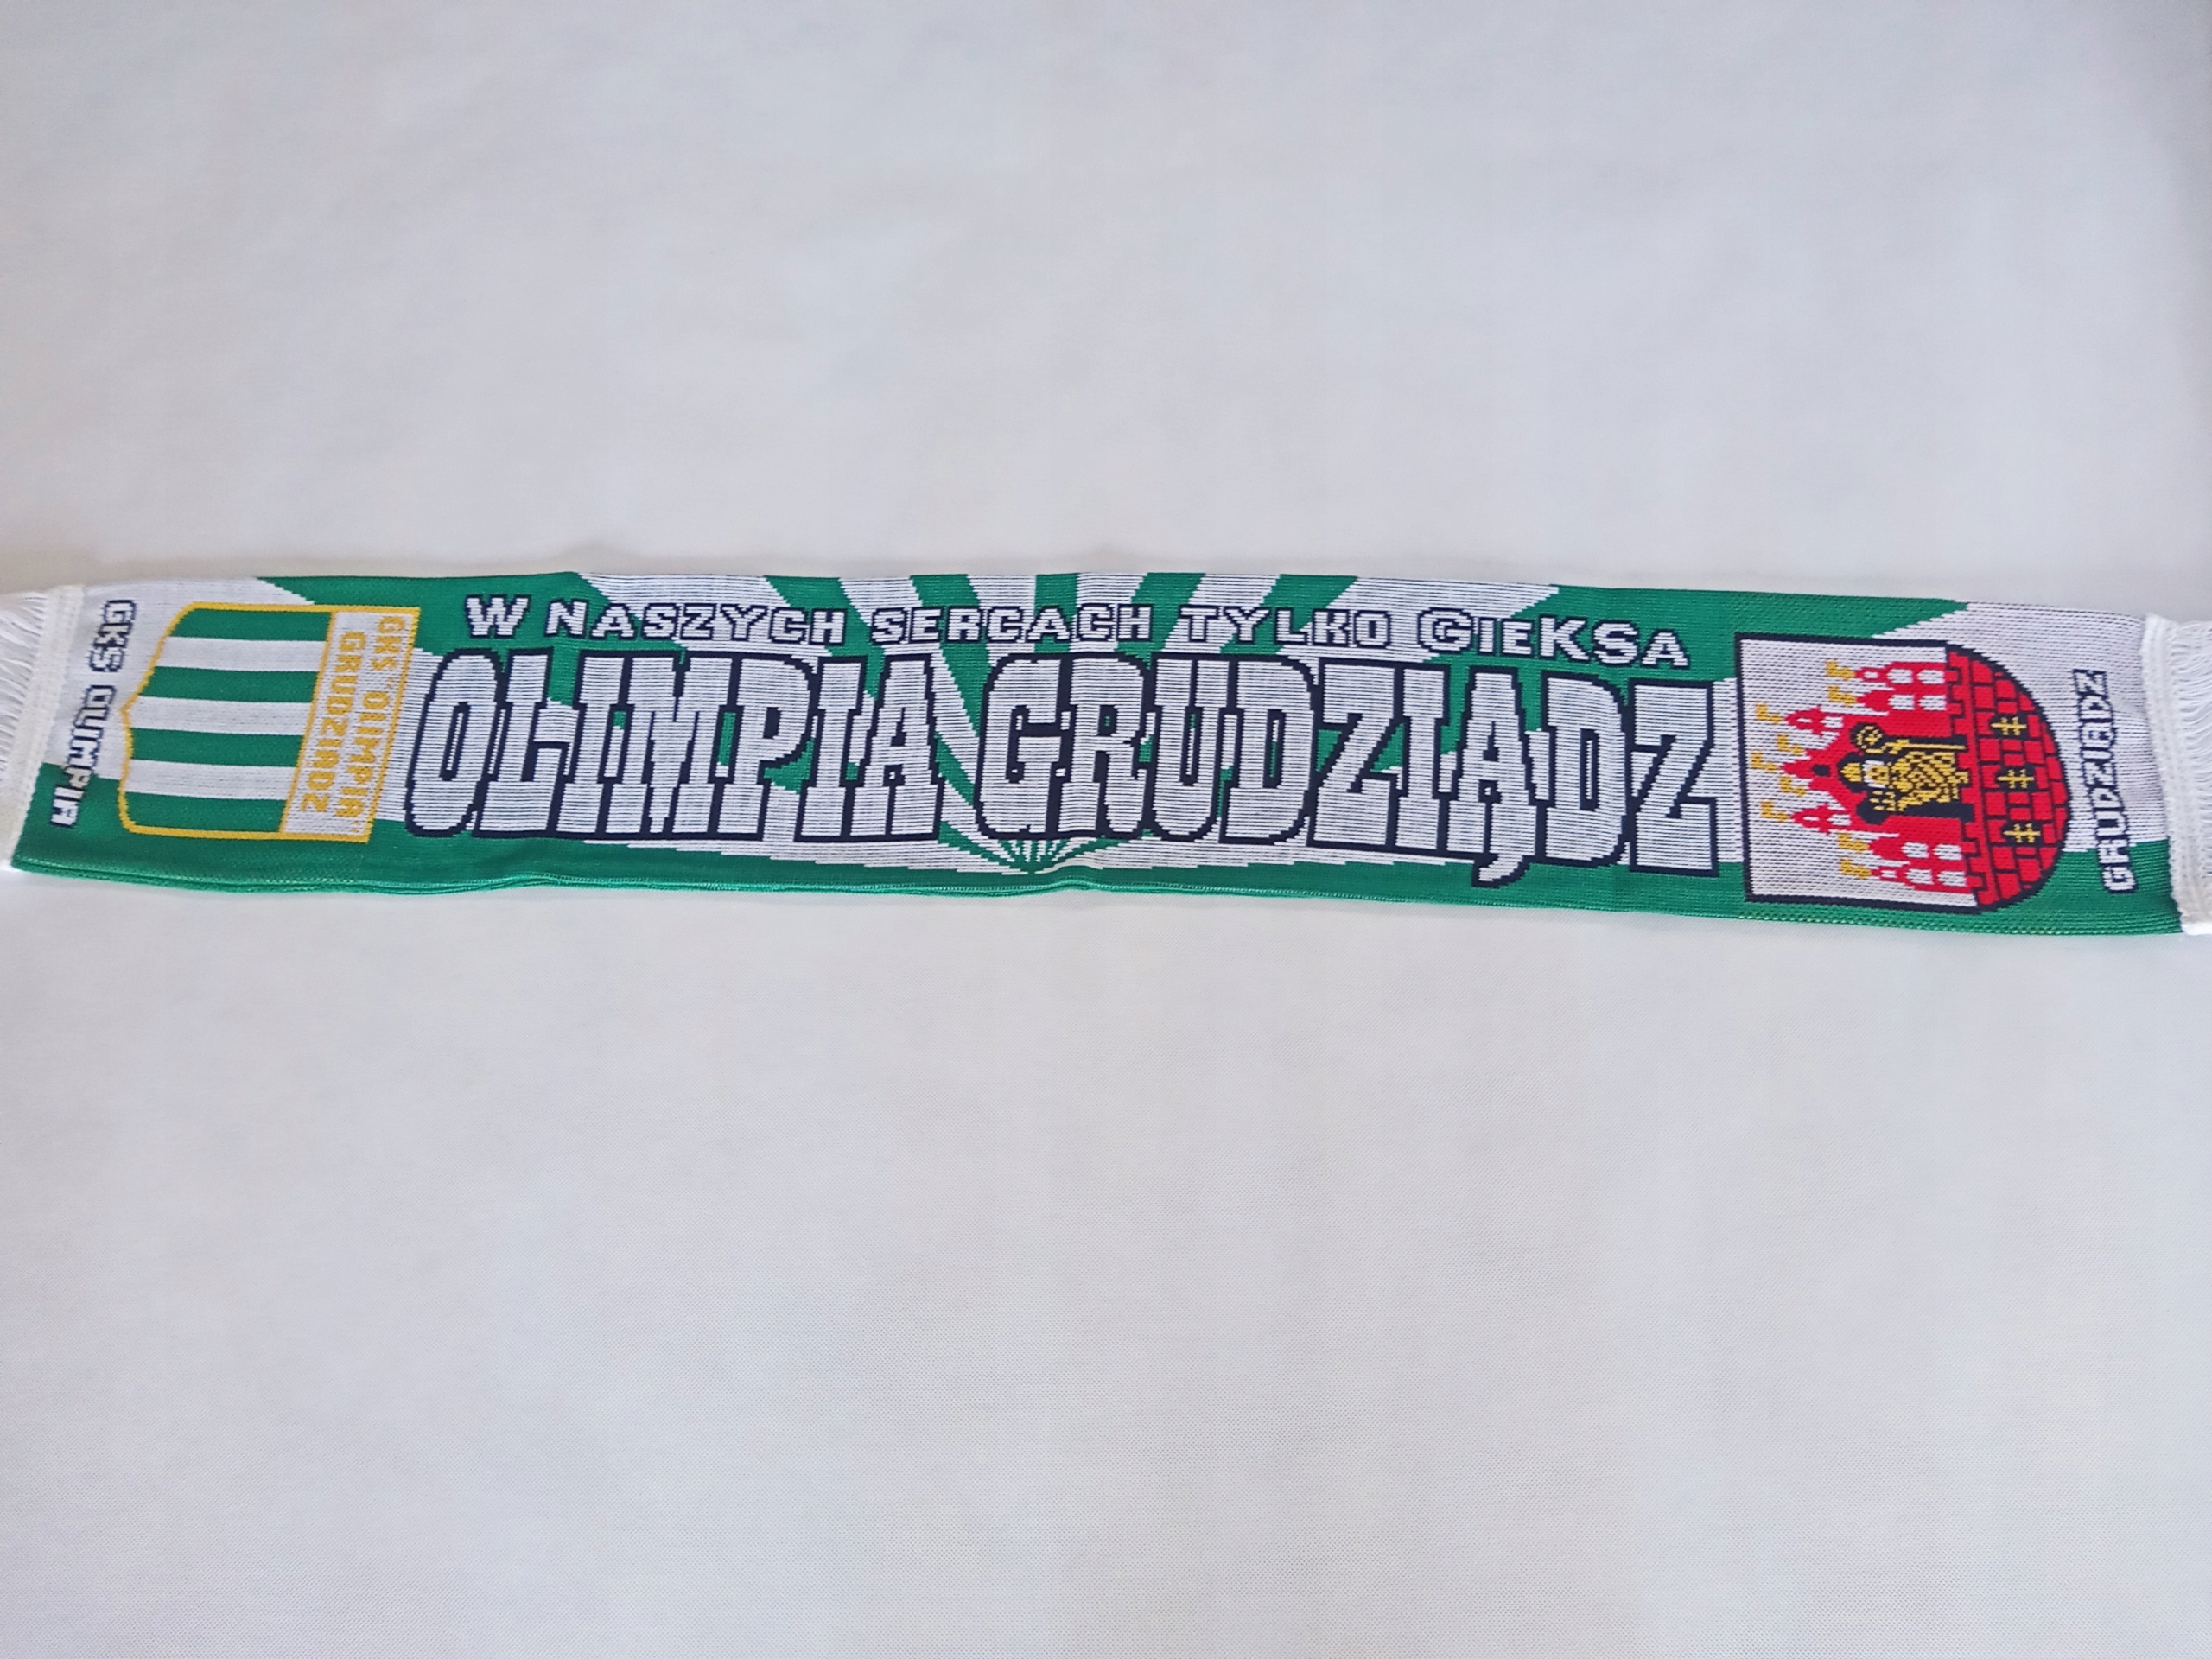 GKS OLIMPIA
GKS "OLIMPIA"
GRUDZIĄDZ
W NASZYCH SERCACH TYLKO GIEKSA
OLIMPIA GRUDZIĄDZ
GRUDZIĄDZ